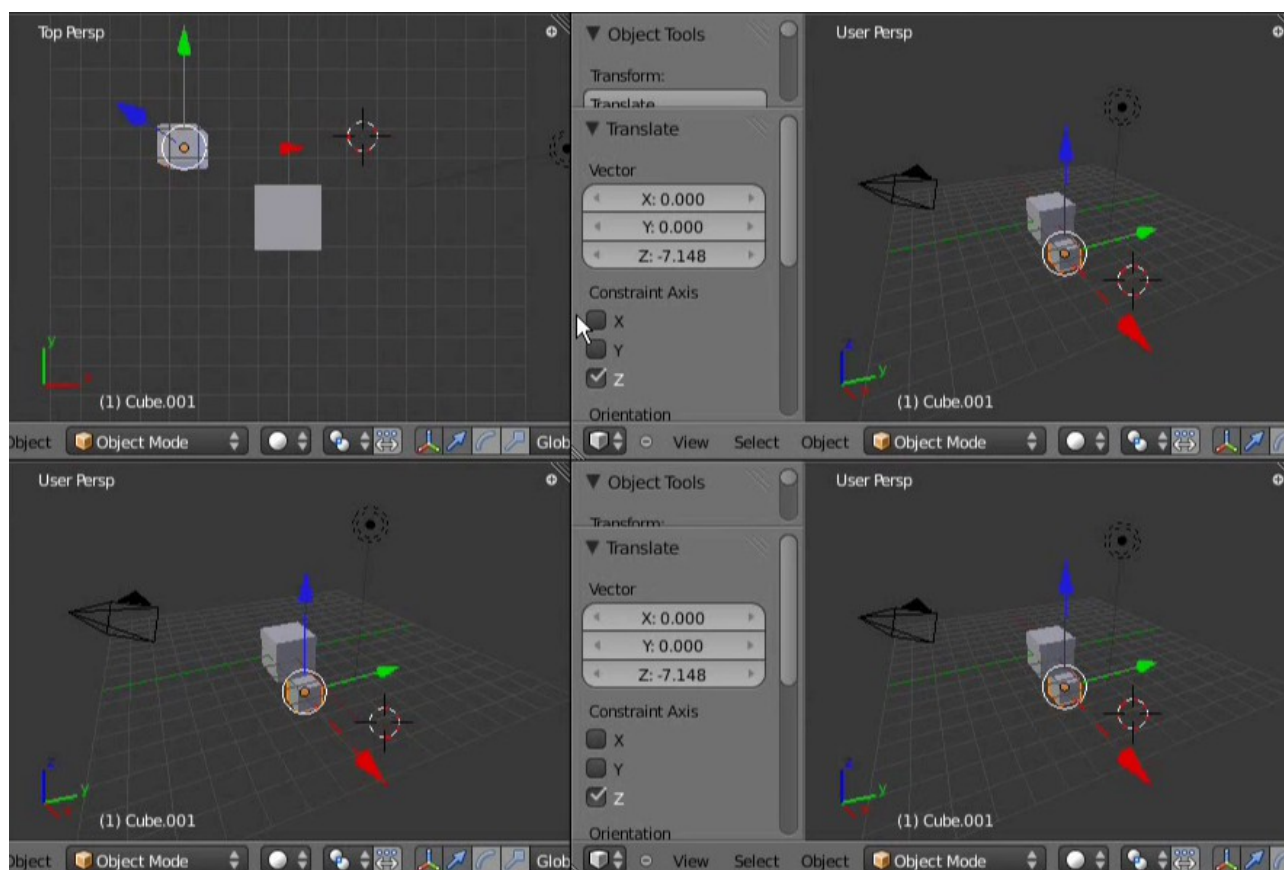 Top Persp
Object Tools
Transform:
Translate
Translate
Vector
X: 0.000
Y: 0.000
Z: -7.148
Constraint Axis
X
Y
Z
Orientation
y
x
(1) Cube.001
User Persp
z
y
(1) Cube.001
Object Mode
Glob
View
Select
Object
Object Mode
User Persp
z
y
(1) Cube.001
Object Tools
Transform:
Translate
Vector
X: 0.000
Y: 0.000
Z: -7.148
Constraint Axis
X
Y
Z
Orientation
User Persp
z
y
(1) Cube.001
Object Mode
Glob
View
Select
Object
Object Mode